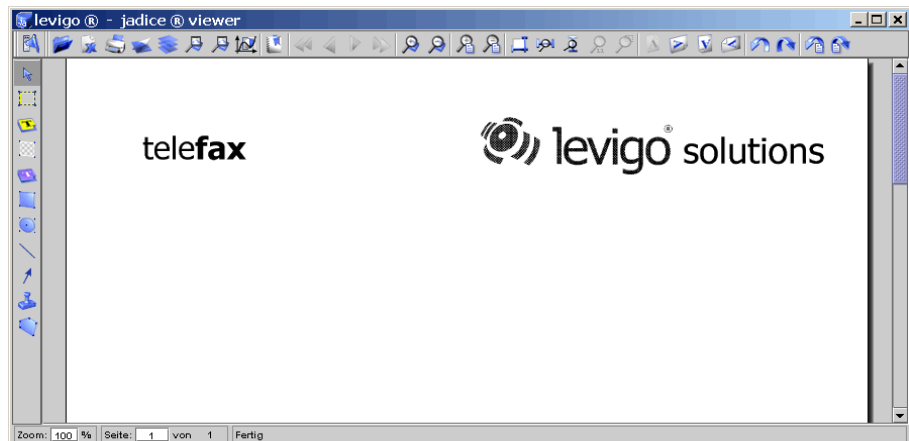 levigo ® - jadice ® viewer
telefax
levigo® solutions
Zoom: 100 % Seite: 1 von 1 Fertig